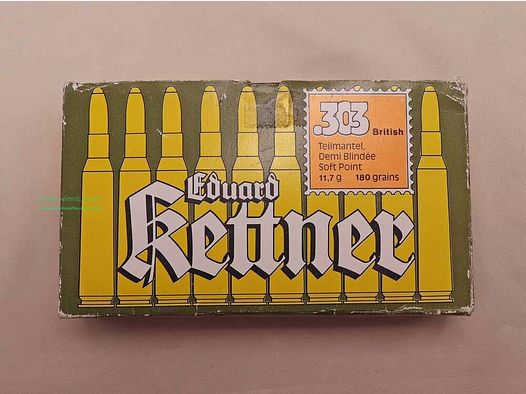 .303 British
Teilmantel,
Demi Blindée
Soft Point
11,7 g 180 grains
Eduard
Kettner